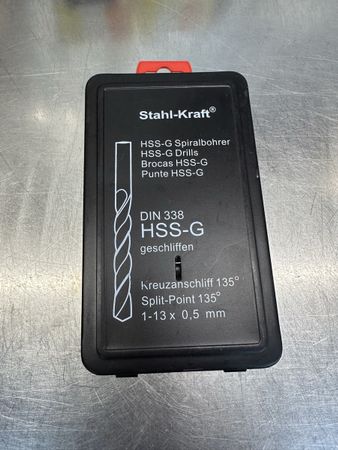 Stahl-Kraft®
HSS-G Spiralbohrer
HSS-G Drills
Brocas HSS-G
Punte HSS-G
DIN 338
HSS-G
geschliffen
Kreuzanschliff 135°
Split-Point 135°
1-13 x 0,5 mm